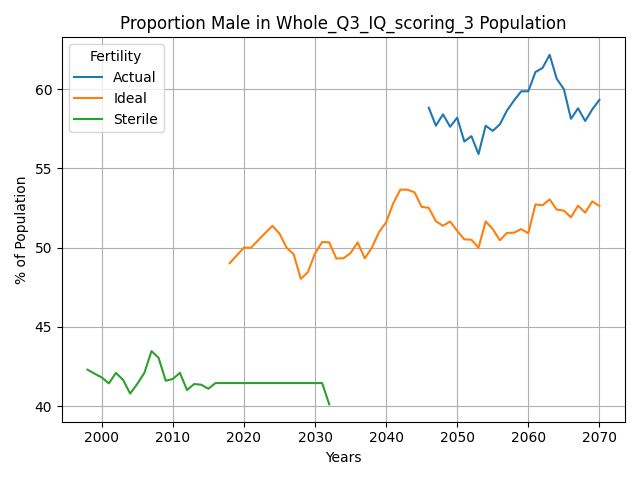 Proportion Male in Whole_Q3_IQ_scoring_3 Population
Fertility
Actual
Ideal
Sterile
% of Population
60
55
50
45
40
2000 2010 2020 2030 2040 2050 2060 2070
Years